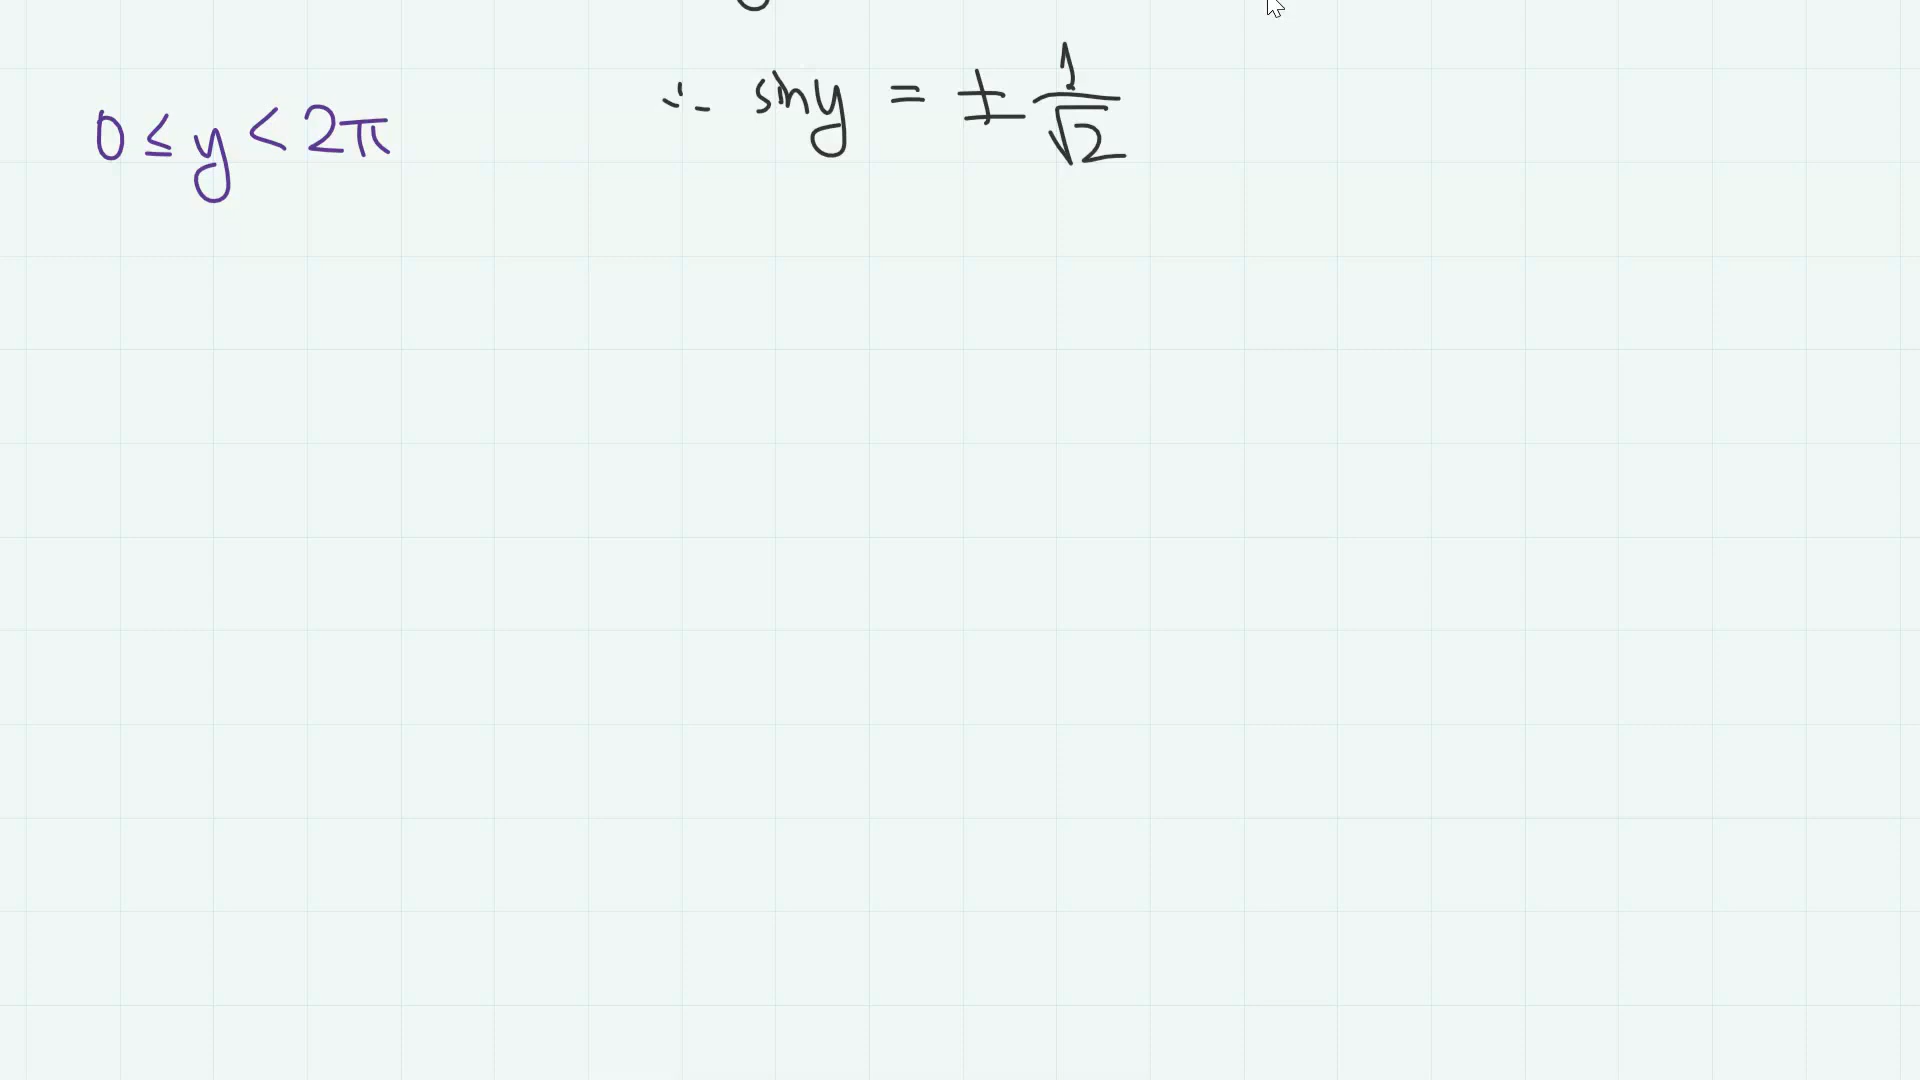 ∴ sin y = ± 1/√2
0 ≤ y < 2π